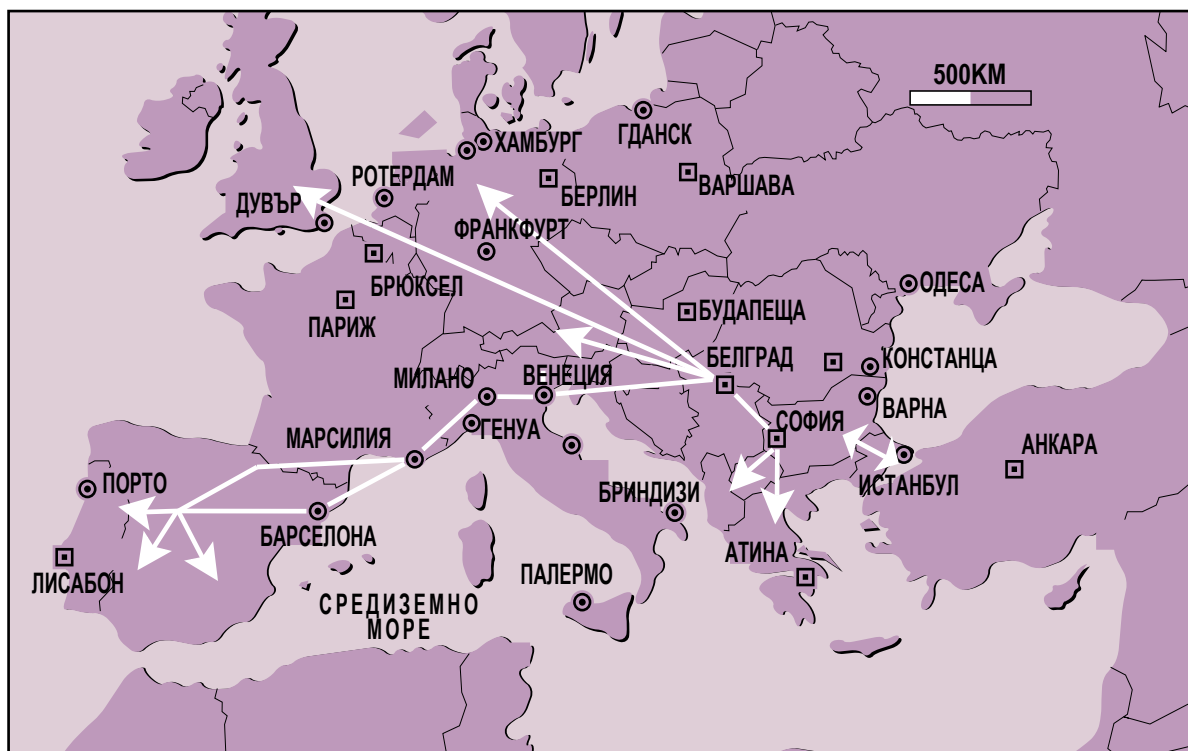 500KM
ГДАНСК
ХАМБУРГ
ВАРШАВА
БЕРЛИН
РОТЕРДАМ
ДУВЪР
ФРАНКФУРТ
БРЮКСЕЛ
ОДЕСА
ПАРИЖ
БУДАПЕЩА
БЕЛГРАД
КОНСТАНЦА
МИЛАНО
ВЕНЕЦИЯ
ВАРНА
СОФИЯ
ГЕНУА
МАРСИЛИЯ
АНКАРА
ПОРТО
ИСТАНБУЛ
БРИНДИЗИ
БАРСЕЛОНА
АТИНА
ЛИСАБОН
ПАЛЕРМО
СРЕДИЗЕМНО
МОРЕ